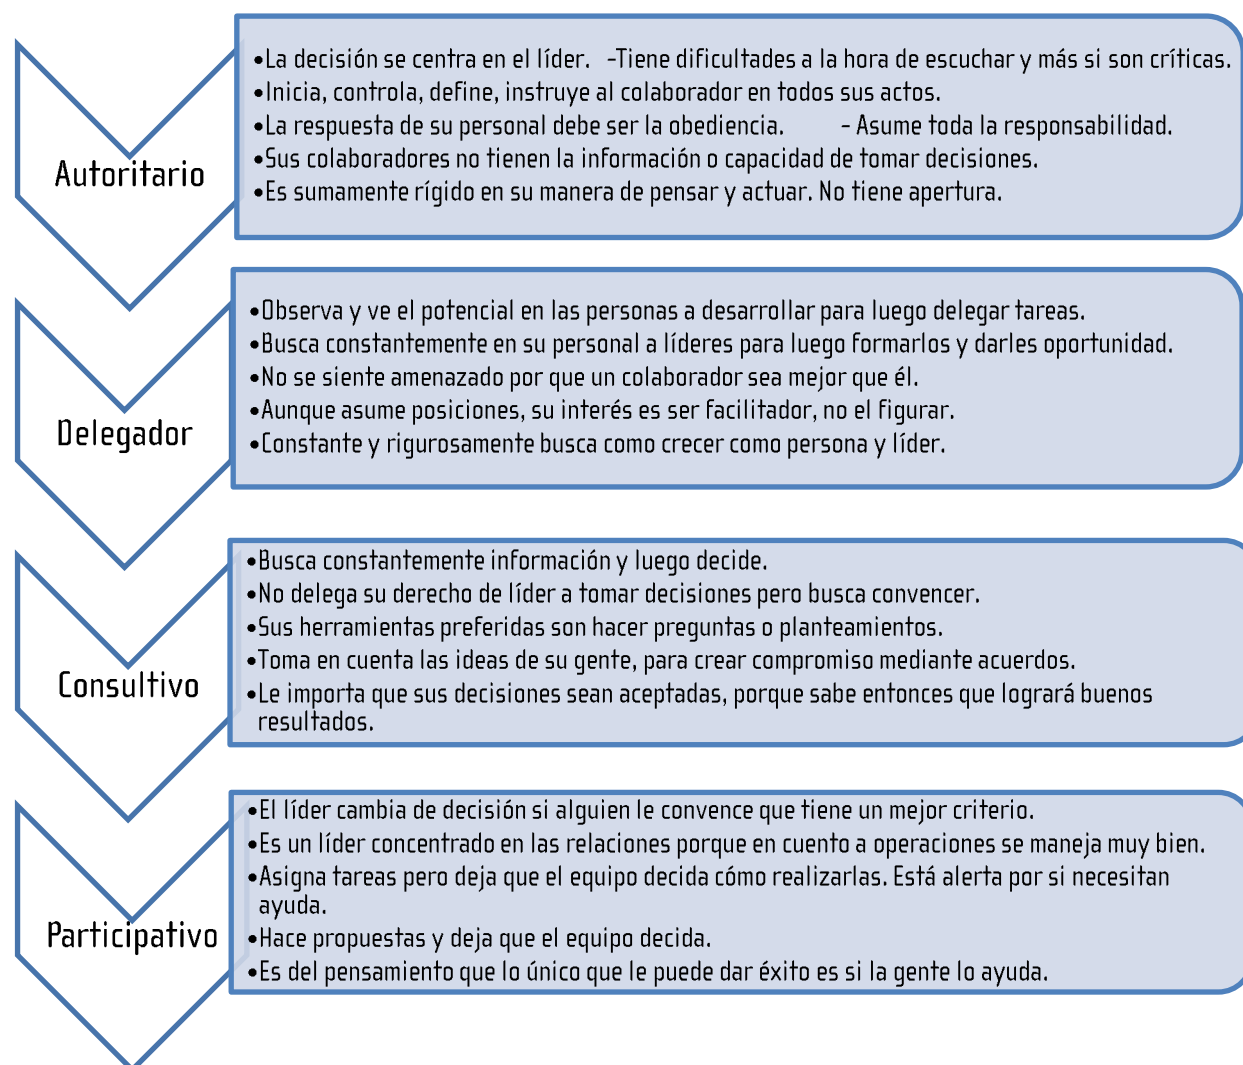 Autoritario
•La decisión se centra en el líder.   -Tiene dificultades a la hora de escuchar y más si son críticas.
•Inicia, controla, define, instruye al colaborador en todos sus actos.
•La respuesta de su personal debe ser la obediencia.        - Asume toda la responsabilidad.
•Sus colaboradores no tienen la información o capacidad de tomar decisiones.
•Es sumamente rígido en su manera de pensar y actuar. No tiene apertura.
Delegador
•Observa y ve el potencial en las personas a desarrollar para luego delegar tareas.
•Busca constantemente en su personal a líderes para luego formarlos y darles oportunidad.
•No se siente amenazado por que un colaborador sea mejor que él.
•Aunque asume posiciones, su interés es ser facilitador, no el figurar.
•Constante y rigurosamente busca como crecer como persona y líder.
Consultivo
•Busca constantemente información y luego decide.
•No delega su derecho de líder a tomar decisiones pero busca convencer.
•Sus herramientas preferidas son hacer preguntas o planteamientos.
•Toma en cuenta las ideas de su gente, para crear compromiso mediante acuerdos.
•Le importa que sus decisiones sean aceptadas, porque sabe entonces que logrará buenos
resultados.
Participativo
•El líder cambia de decisión si alguien le convence que tiene un mejor criterio.
•Es un líder concentrado en las relaciones porque en cuento a operaciones se maneja muy bien.
•Asigna tareas pero deja que el equipo decida cómo realizarlas. Está alerta por si necesitan
ayuda.
•Hace propuestas y deja que el equipo decida.
•Es del pensamiento que lo único que le puede dar éxito es si la gente lo ayuda.